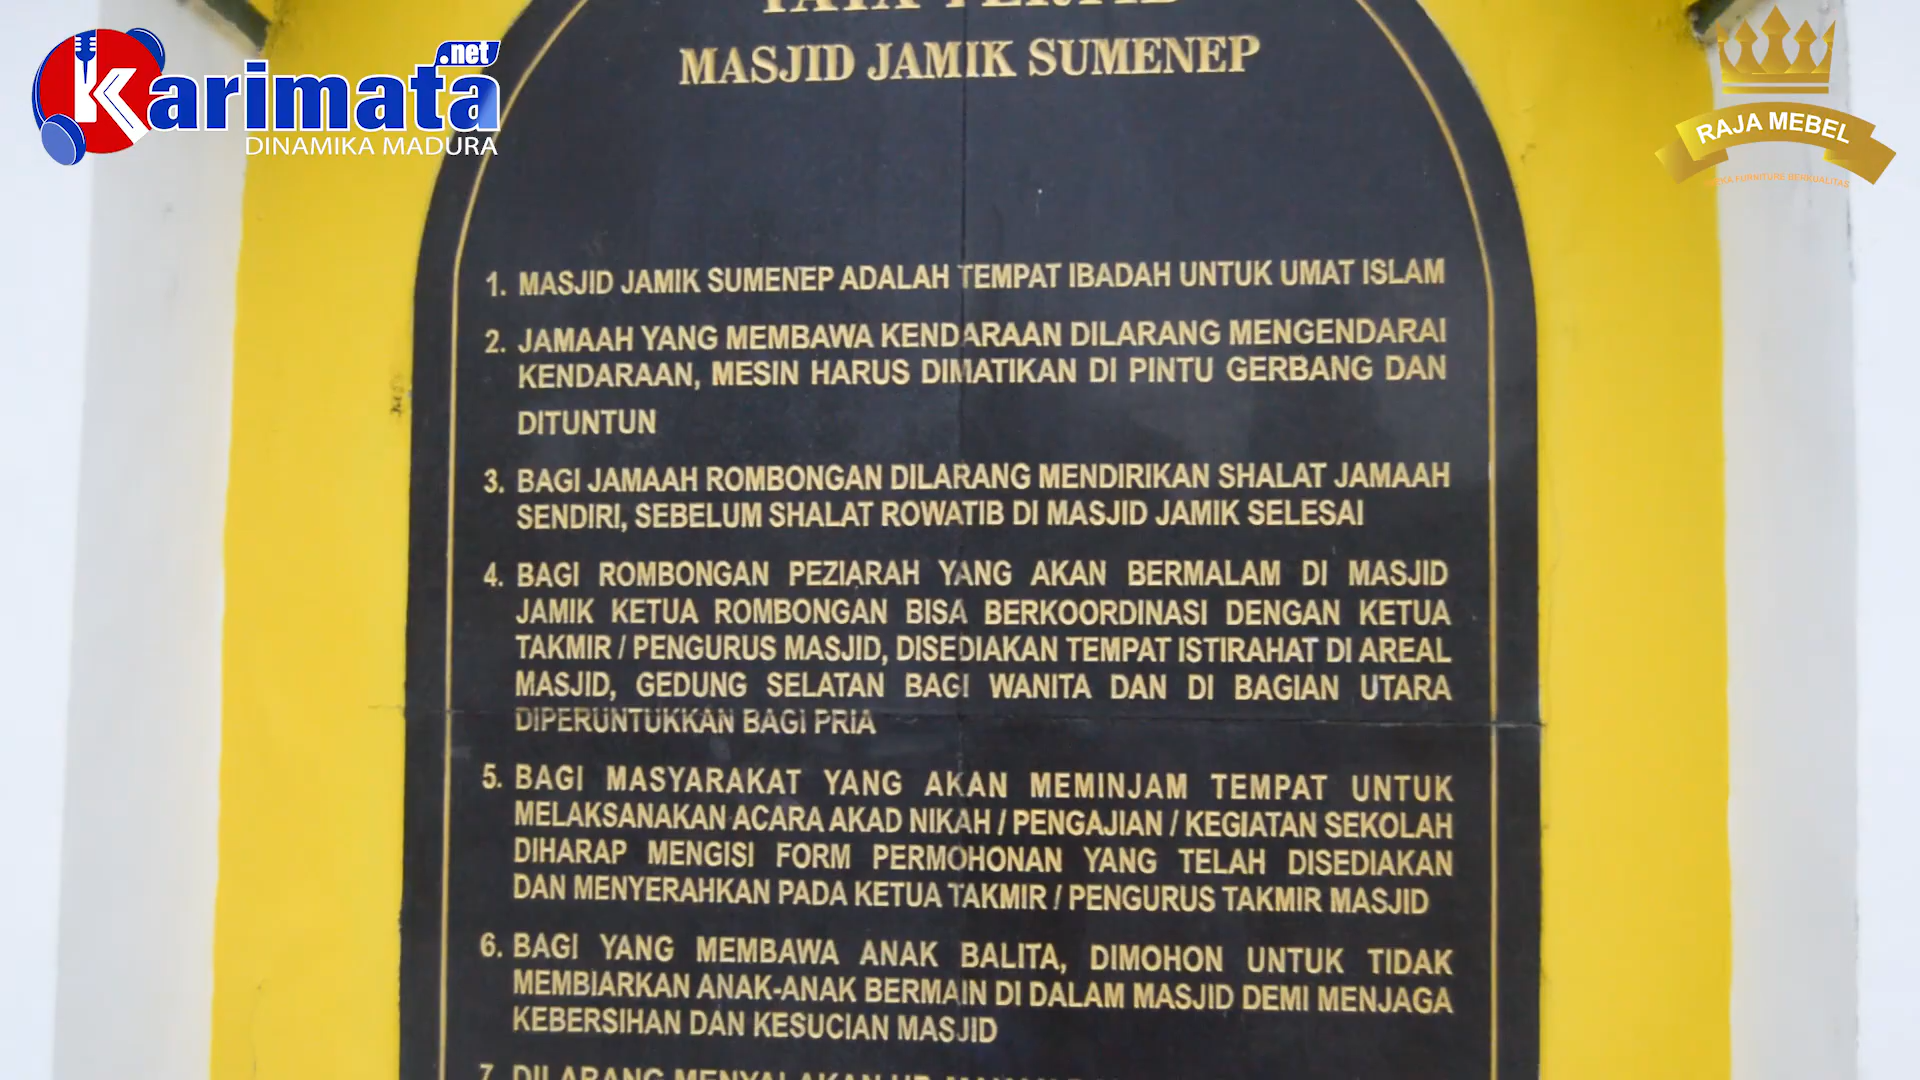 Karimata.net
DINAMIKA MADURA
RAJA MEBEL
TATA TERTIB
MASJID JAMIK SUMENEP
1. MASJID JAMIK SUMENEP ADALAH TEMPAT IBADAH UNTUK UMAT ISLAM
2. JAMAAH YANG MEMBAWA KENDARAAN DILARANG MENGENDARAI
KENDARAAN, MESIN HARUS DIMATIKAN DI PINTU GERBANG DAN
DITUNTUN
3. BAGI JAMAAH ROMBONGAN DILARANG MENDIRIKAN SHALAT JAMAAH
SENDIRI, SEBELUM SHALAT ROWATIB DI MASJID JAMIK SELESAI
4. BAGI ROMBONGAN PEZIARAH YANG AKAN BERMALAM DI MASJID
JAMIK KETUA ROMBONGAN BISA BERKOORDINASI DENGAN KETUA
TAKMIR / PENGURUS MASJID, DISEDIAKAN TEMPAT ISTIRAHAT DI AREAL
MASJID, GEDUNG SELATAN BAGI WANITA DAN DI BAGIAN UTARA
DIPERUNTUKKAN BAGI PRIA
5. BAGI MASYARAKAT YANG AKAN MEMINJAM TEMPAT UNTUK
MELAKSANAKAN ACARA AKAD NIKAH / PENGAJIAN / KEGIATAN SEKOLAH
DIHARAP MENGISI FORM PERMOHONAN YANG TELAH DISEDIAKAN
DAN MENYERAHKAN PADA KETUA TAKMIR / PENGURUS TAKMIR MASJID
6. BAGI YANG MEMBAWA ANAK BALITA, DIMOHON UNTUK TIDAK
MEMBIARKAN ANAK-ANAK BERMAIN DI DALAM MASJID DEMI MENJAGA
KEBERSIHAN DAN KESUCIAN MASJID
7. DILARANG MENYALAKAN HP